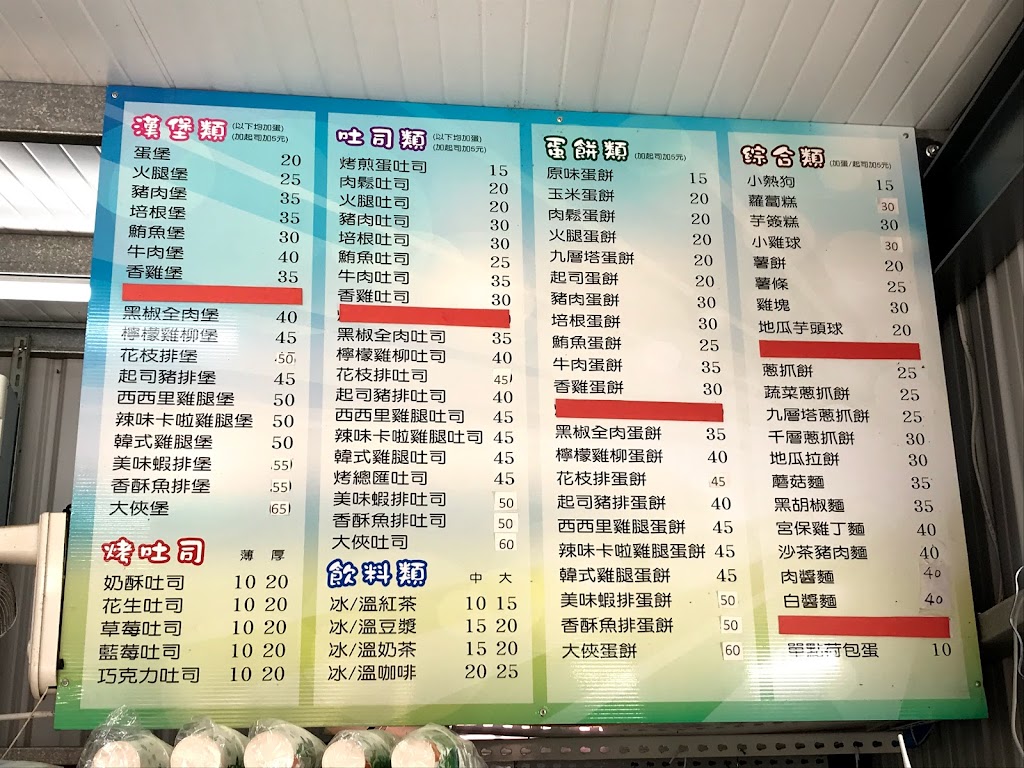 漢堡類 (以下均加蛋) (加起司加5元)
蛋堡 20
火腿堡 25
豬肉堡 35
培根堡 35
鮪魚堡 30
牛肉堡 40
香雞堡 35
黑椒全肉堡 40
檸檬雞柳堡 45
花枝排堡 50
起司豬排堡 45
西西里雞腿堡 50
辣味卡啦雞腿堡 50
韓式雞腿堡 50
美味蝦排堡 55
香酥魚排堡 55
大俠堡 65
烤吐司 薄 厚
奶酥吐司 10 20
花生吐司 10 20
草莓吐司 10 20
藍莓吐司 10 20
巧克力吐司 10 20
吐司類 (以下均加蛋) (加起司加5元)
烤煎蛋吐司 15
肉鬆吐司 20
火腿吐司 20
豬肉吐司 30
培根吐司 30
鮪魚吐司 25
牛肉吐司 35
香雞吐司 30
黑椒全肉吐司 35
檸檬雞柳吐司 40
花枝排吐司 45
起司豬排吐司 40
西西里雞腿吐司 45
辣味卡啦雞腿吐司 45
韓式雞腿吐司 45
烤總匯吐司 45
美味蝦排吐司 50
香酥魚排吐司 50
大俠吐司 60
飲料類 中 大
冰/溫紅茶 10 15
冰/溫豆漿 15 20
冰/溫奶茶 15 20
冰/溫咖啡 20 25
蛋餅類 (加起司加5元)
原味蛋餅 15
玉米蛋餅 20
肉鬆蛋餅 20
火腿蛋餅 20
九層塔蛋餅 20
起司蛋餅 20
豬肉蛋餅 30
培根蛋餅 30
鮪魚蛋餅 25
牛肉蛋餅 35
香雞蛋餅 30
黑椒全肉蛋餅 35
檸檬雞柳蛋餅 40
花枝排蛋餅 45
起司豬排蛋餅 40
西西里雞腿蛋餅 45
辣味卡啦雞腿蛋餅 45
韓式雞腿蛋餅 45
美味蝦排蛋餅 50
香酥魚排蛋餅 50
大俠蛋餅 60
綜合類 (加蛋/起司加5元)
小熱狗 15
蘿蔔糕 30
芋簽糕 30
小雞球 30
薯餅 20
薯條 25
雞塊 30
地瓜芋頭球 20
蔥抓餅 25
蔬菜蔥抓餅 25
九層塔蔥抓餅 25
千層蔥抓餅 30
地瓜拉餅 30
蘑菇麵 35
黑胡椒麵 35
宮保雞丁麵 40
沙茶豬肉麵 40
肉醬麵 40
白醬麵 40
單點荷包蛋 10